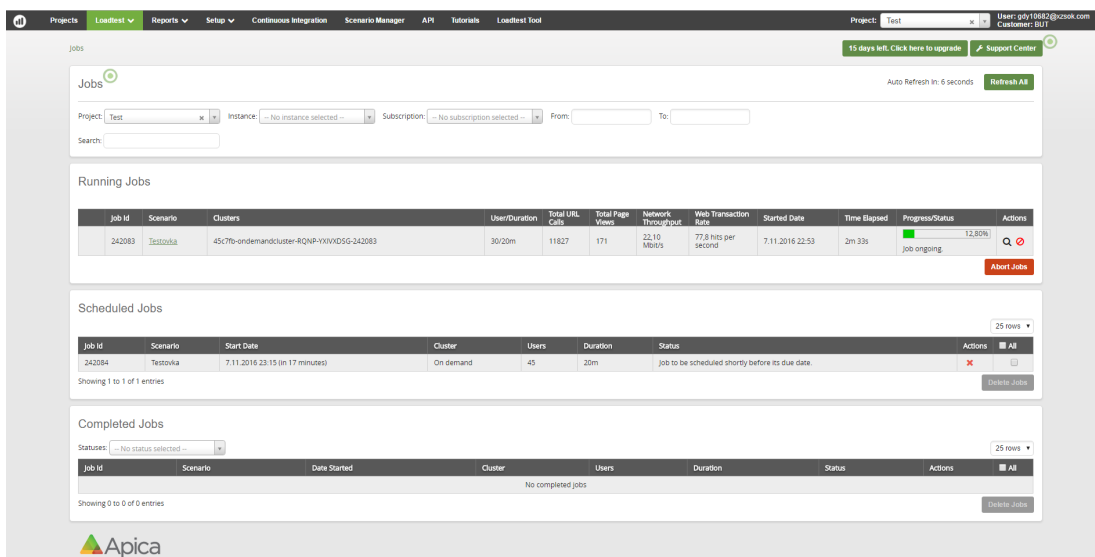 Projects Loadtest Reports Setup Continuous Integration Scenario Manager API Tutorials Loadtest Tool Project: Test × User: gdy10682@xzsok.com
Customer: BUT
Jobs 15 days left. Click here to upgrade Support Center
Jobs Auto Refresh In: 6 seconds Refresh All
Project: Test × Instance: -- No instance selected -- Subscription: -- No subscription selected -- From: To:
Search:
Running Jobs
Job Id Scenario Clusters User/Duration Total URL Calls Total Page Views Network Throughput Web Transaction Rate Started Date Time Elapsed Progress/Status Actions
242083 Testovka 45c7fb-ondemandcluster-RQNP-YXIVXDSG-242083 30/20m 11827 171 22,10 Mbit/s 77,8 hits per second 7.11.2016 22:53 2m 33s 12,80%
Job ongoing.
Abort Jobs
Scheduled Jobs
25 rows
Job Id Scenario Start Date Cluster Users Duration Status Actions All
242084 Testovka 7.11.2016 23:15 (in 17 minutes) On demand 45 20m Job to be scheduled shortly before its due date.
Showing 1 to 1 of 1 entries Delete Jobs
Completed Jobs
Statuses: -- No status selected -- 25 rows
Job Id Scenario Date Started Cluster Users Duration Status Actions All
No completed jobs
Showing 0 to 0 of 0 entries Delete Jobs
Apica